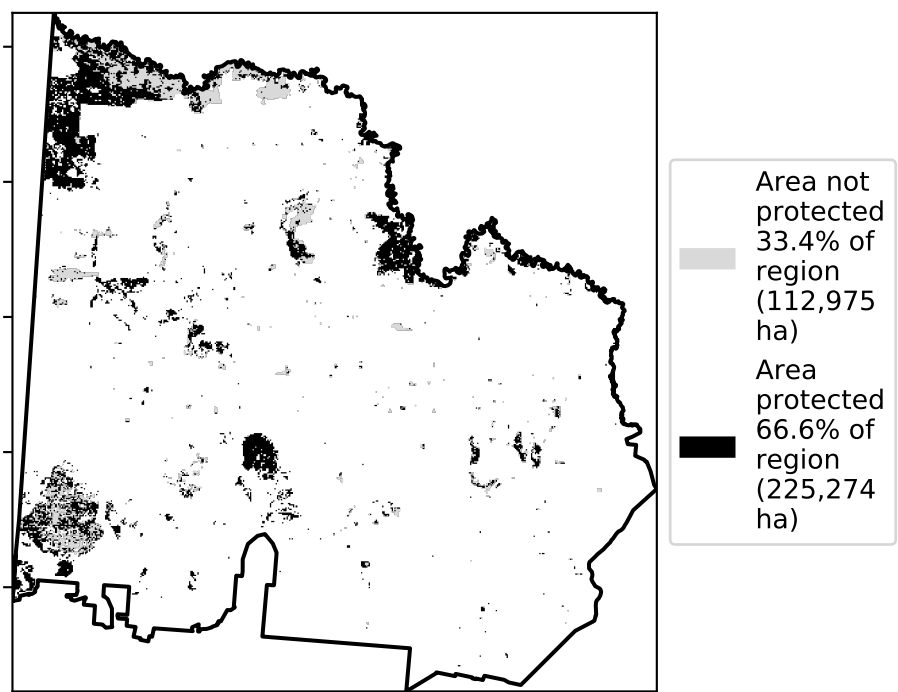 Area not
protected
33.4% of
region
(112,975
ha)
Area
protected
66.6% of
region
(225,274
ha)